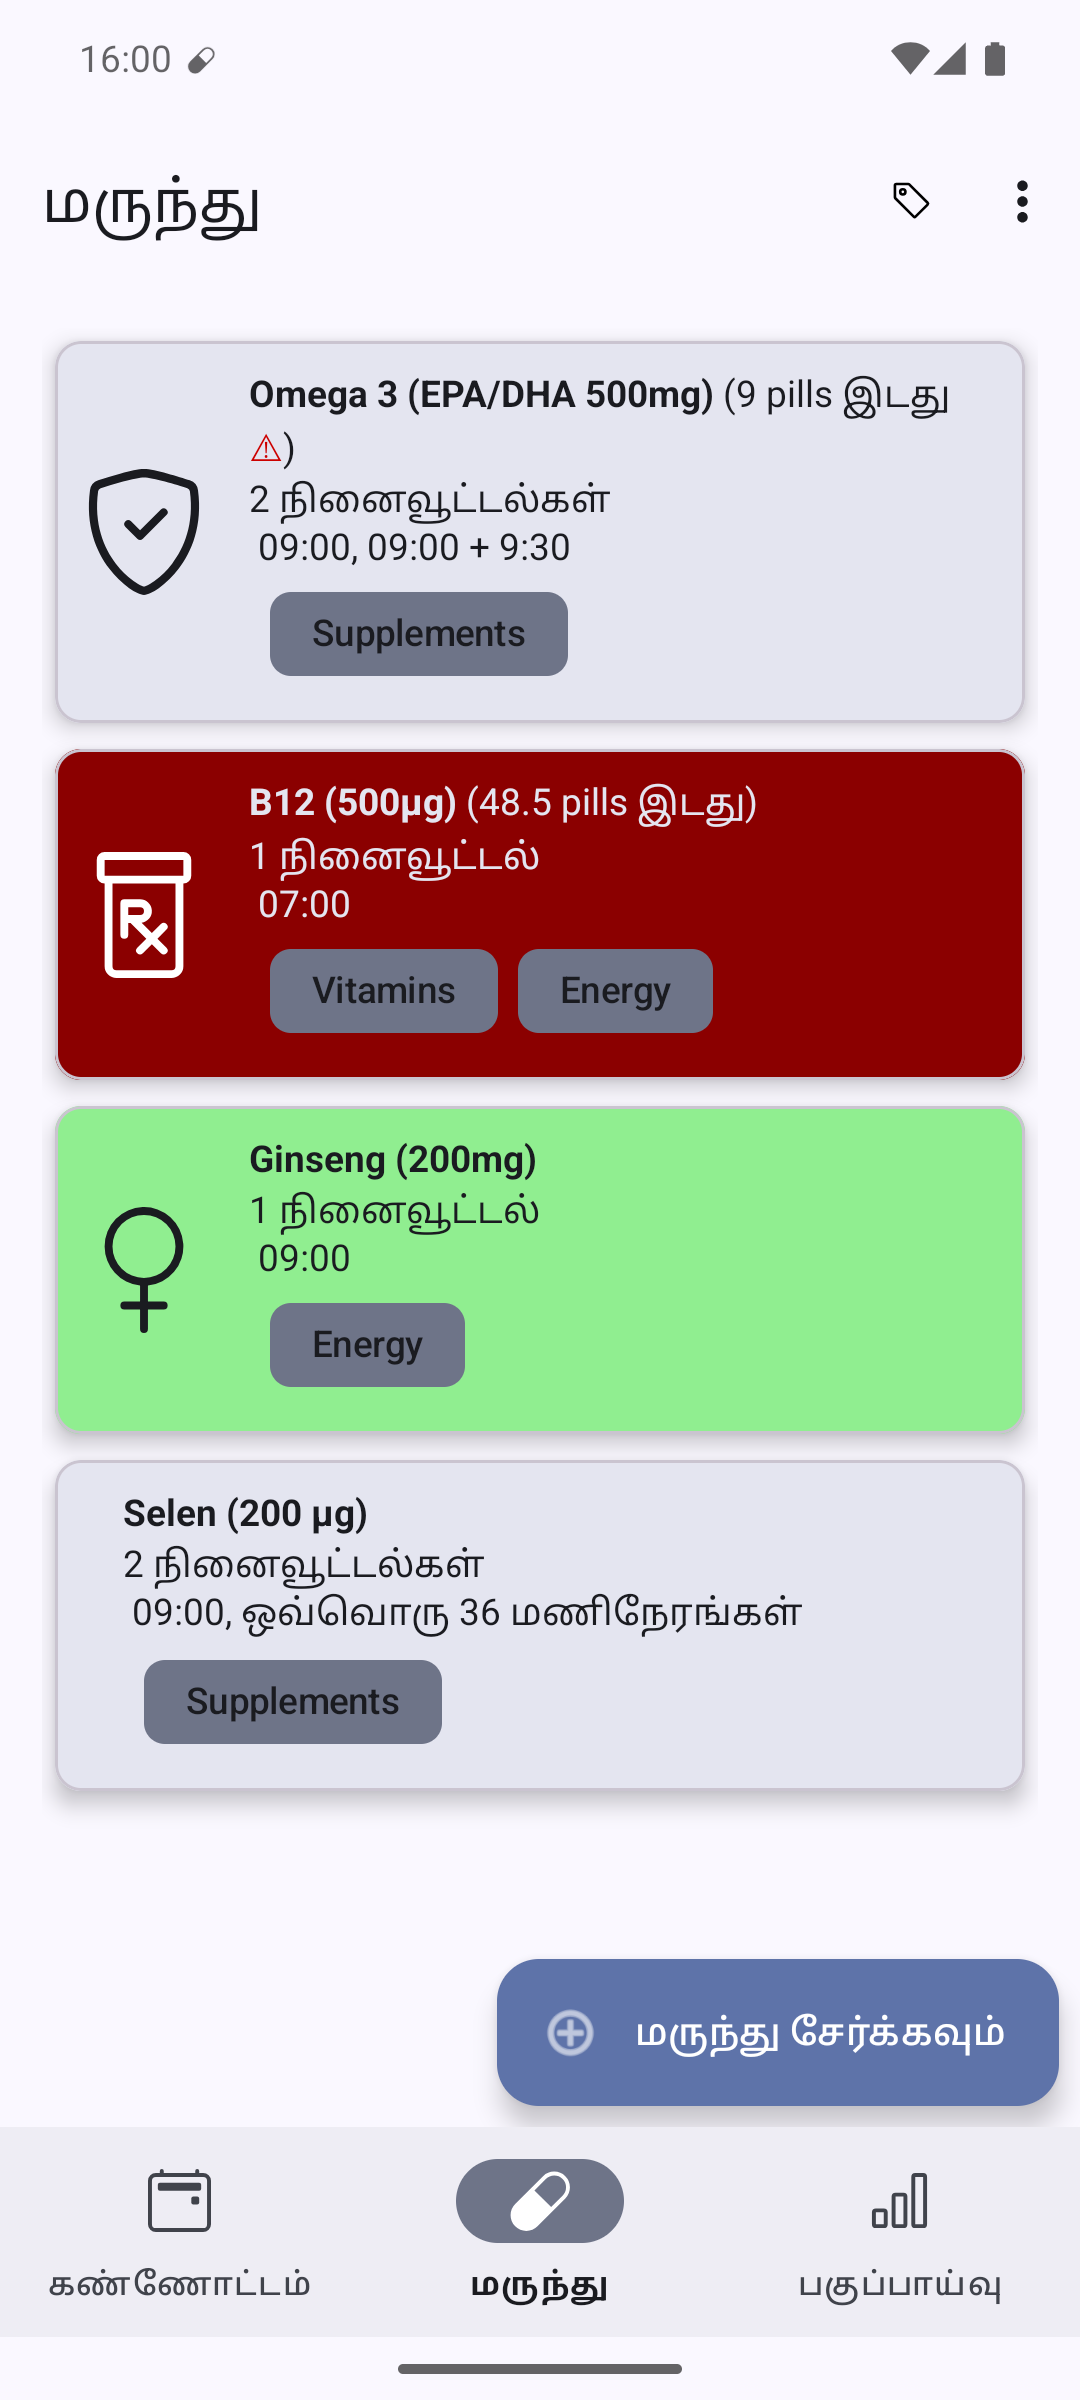 16:00
மருந்து
Omega 3 (EPA/DHA 500mg) (9 pills இடது
⚠)
2 நினைவூட்டல்கள்
09:00, 09:00 + 9:30
Supplements
B12 (500µg) (48.5 pills இடது)
1 நினைவூட்டல்
07:00
Vitamins Energy
Ginseng (200mg)
1 நினைவூட்டல்
09:00
Energy
Selen (200 µg)
2 நினைவூட்டல்கள்
09:00, ஒவ்வொரு 36 மணிநேரங்கள்
Supplements
மருந்து சேர்க்கவும்
கண்ணோட்டம் மருந்து பகுப்பாய்வு